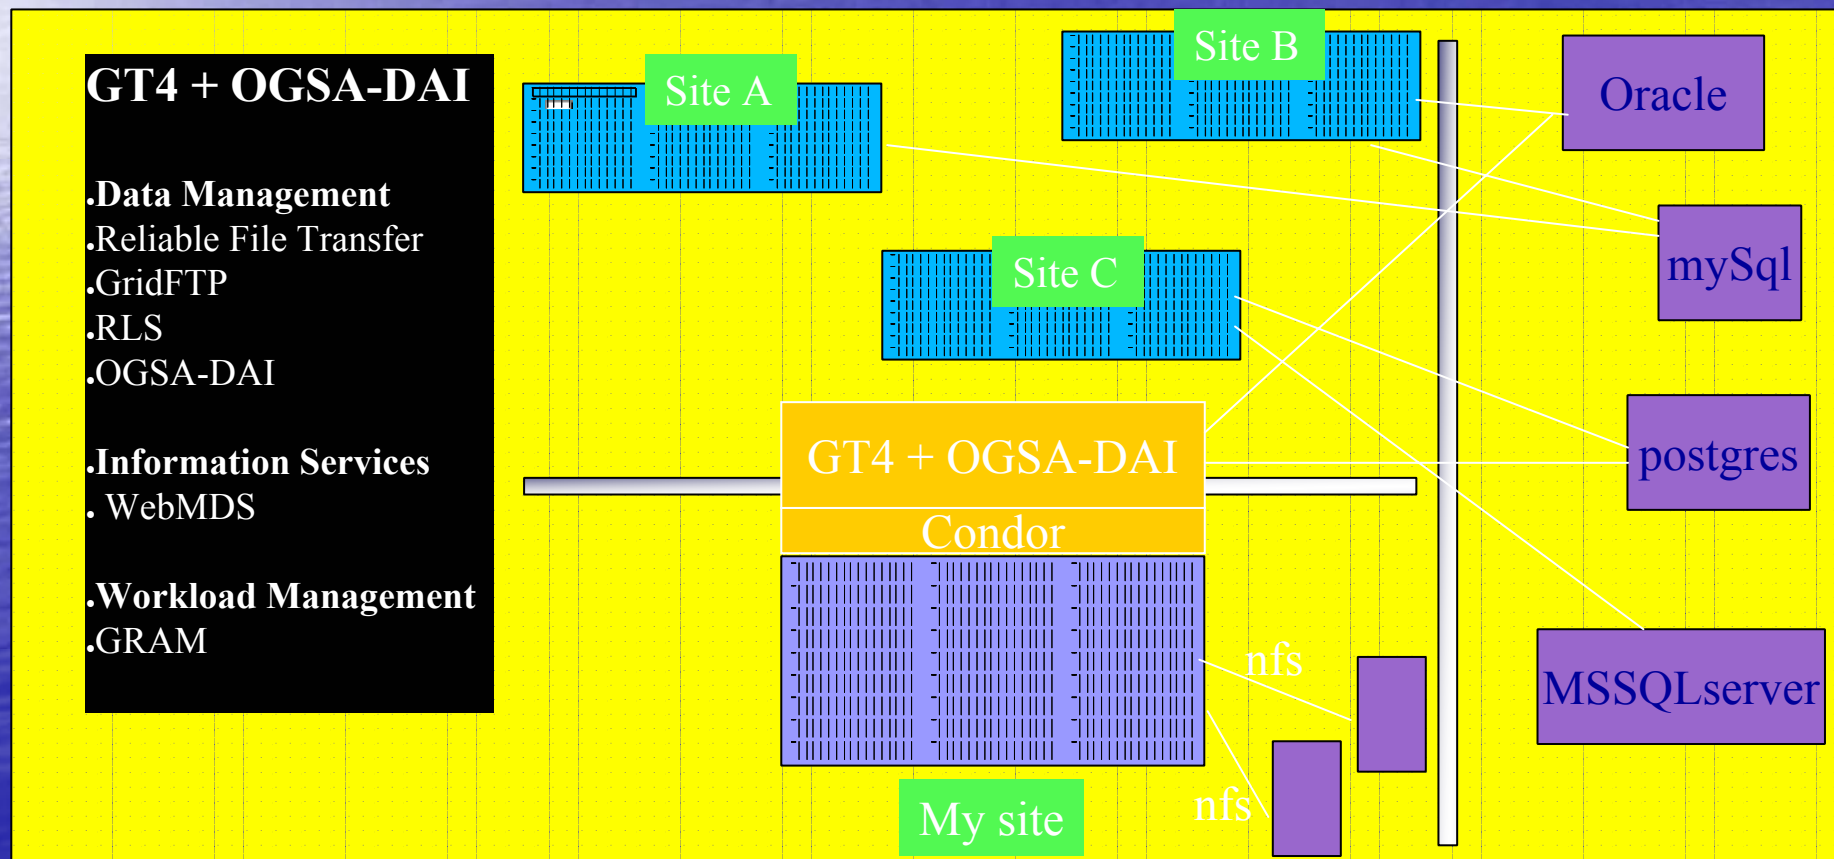 GT4 + OGSA-DAI
.Data Management
.Reliable File Transfer
.GridFTP
.RLS
.OGSA-DAI
.Information Services
. WebMDS
.Workload Management
.GRAM
Site A
Site B
Site C
GT4 + OGSA-DAI
Condor
My site
nfs
nfs
Oracle
mySql
postgres
MSSQLserver